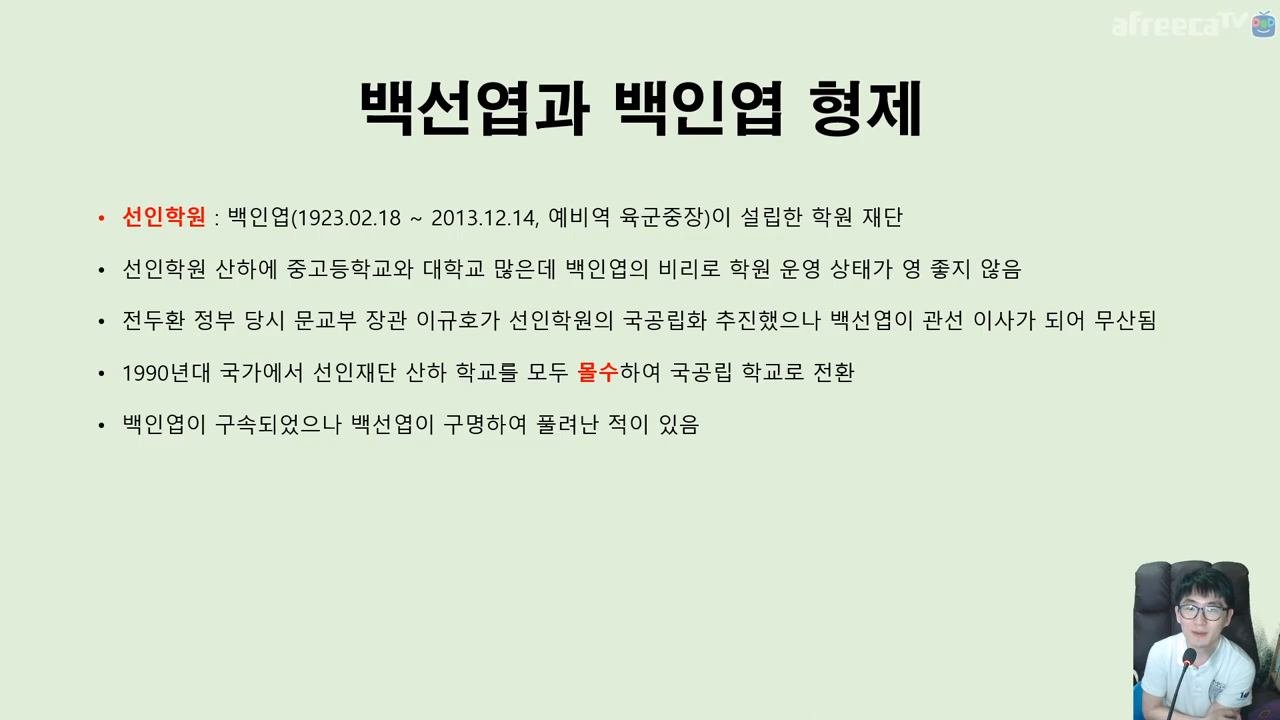 afreecaTV
백선엽과 백인엽 형제
• 선인학원 : 백인엽(1923.02.18 ~ 2013.12.14, 예비역 육군중장)이 설립한 학원 재단
• 선인학원 산하에 중고등학교와 대학교 많은데 백인엽의 비리로 학원 운영 상태가 영 좋지 않음
• 전두환 정부 당시 문교부 장관 이규호가 선인학원의 국공립화 추진했으나 백선엽이 관선 이사가 되어 무산됨
• 1990년대 국가에서 선인재단 산하 학교를 모두 몰수하여 국공립 학교로 전환
• 백인엽이 구속되었으나 백선엽이 구명하여 풀려난 적이 있음